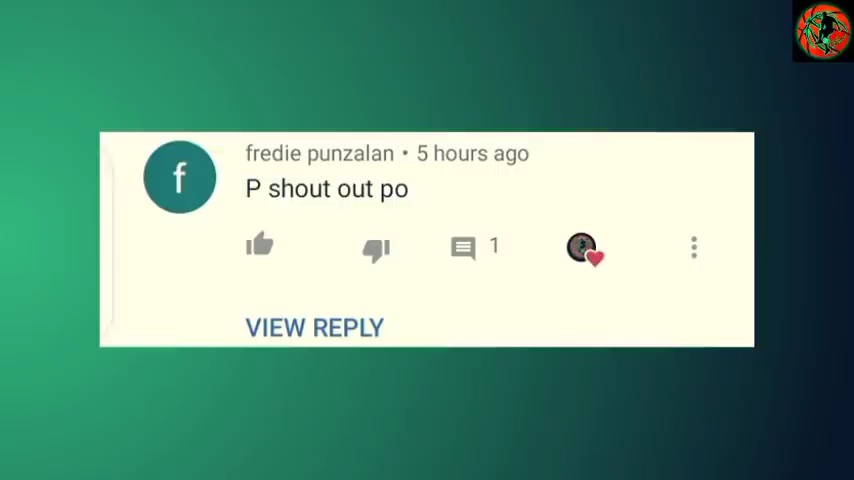 f
fredie punzalan • 5 hours ago
P shout out po
1
VIEW REPLY